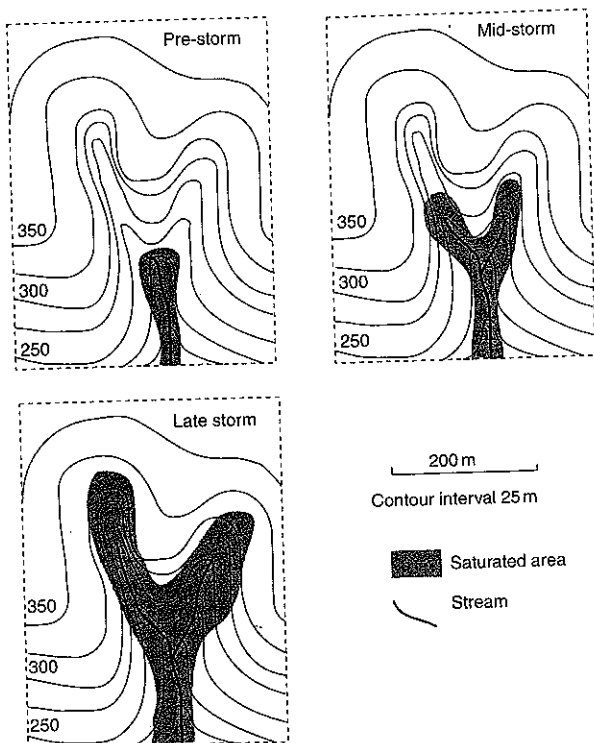 Pre-storm
350
300
250
Mid-storm
350
300
250
Late storm
350
300
250
200 m
Contour interval 25 m
Saturated area
Stream